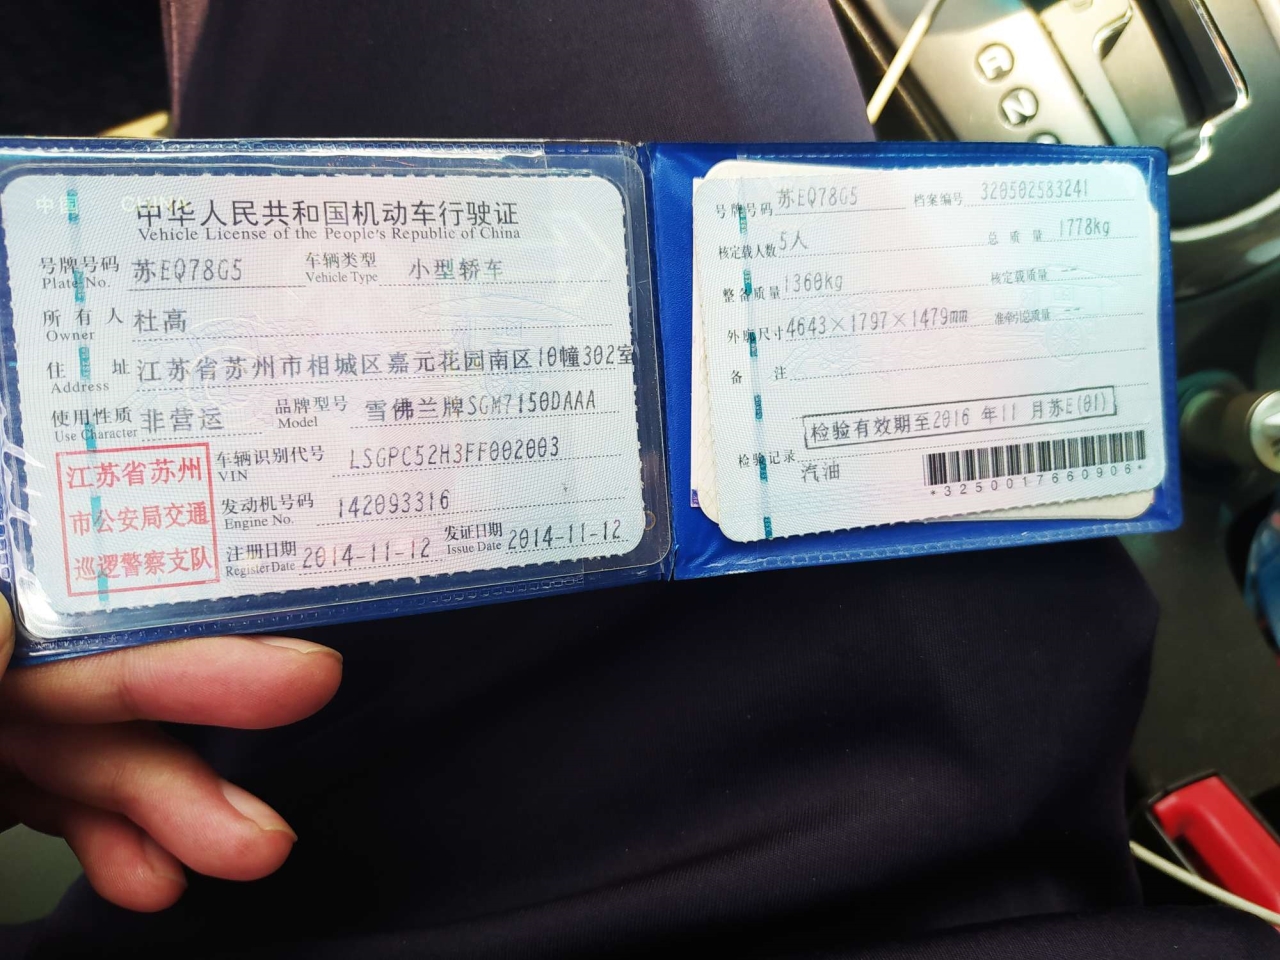 中华人民共和国机动车行驶证
Vehicle License of the People's Republic of China
号牌号码 苏EQ78G5 车辆类型 小型轿车
Plate No. Vehicle Type
所有人 杜高
Owner
住址 江苏省苏州市相城区嘉元花园南区10幢302室
Address
使用性质 非营运 品牌型号 雪佛兰牌SGM7150DAAA
Use Character Model
江苏省苏州
市公安局交通
巡逻警察支队
车辆识别代号 LSGPC52H3FF002003
VIN
发动机号码 142093316
Engine No.
注册日期 2014-11-12 发证日期 2014-11-12
Register Date Issue Date
号牌号码 苏EQ78G5 档案编号 320502583241
核定载人数 5人 总质量 1778kg
整备质量 1360kg 核定载质量 --
外廓尺寸 4643×1797×1479mm 准牵引总质量 --
备注
检验有效期至2016年11月苏E(01)
检验记录
汽油
*3250017660906*
N